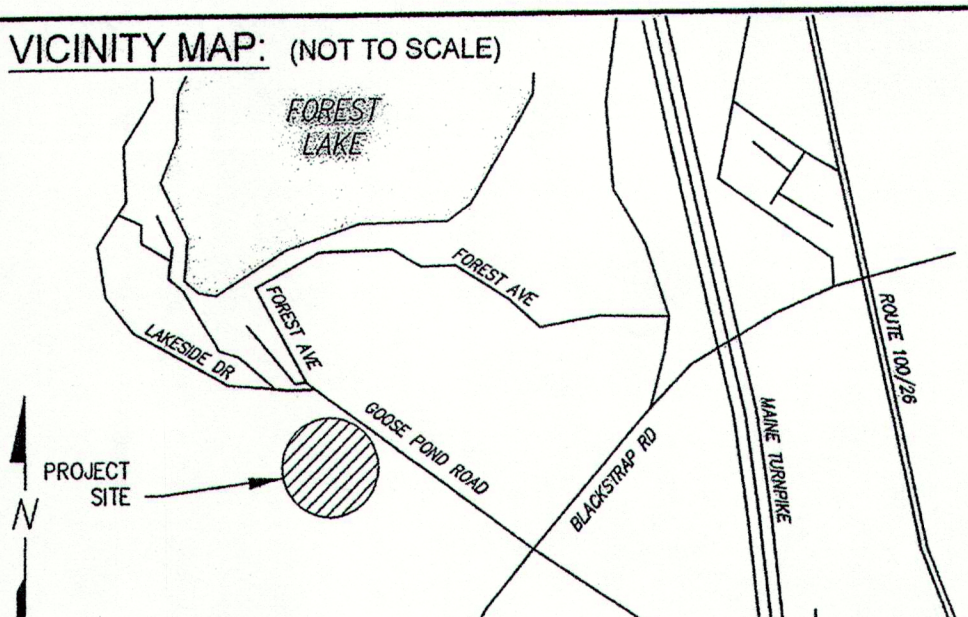 VICINITY MAP: (NOT TO SCALE)
FOREST
LAKE
FOREST AVE
FOREST AVE
LAKESIDE DR
ROUTE 100/26
GOOSE POND ROAD
MAINE TURNPIKE
BLACKSTRAP RD
PROJECT
SITE
N